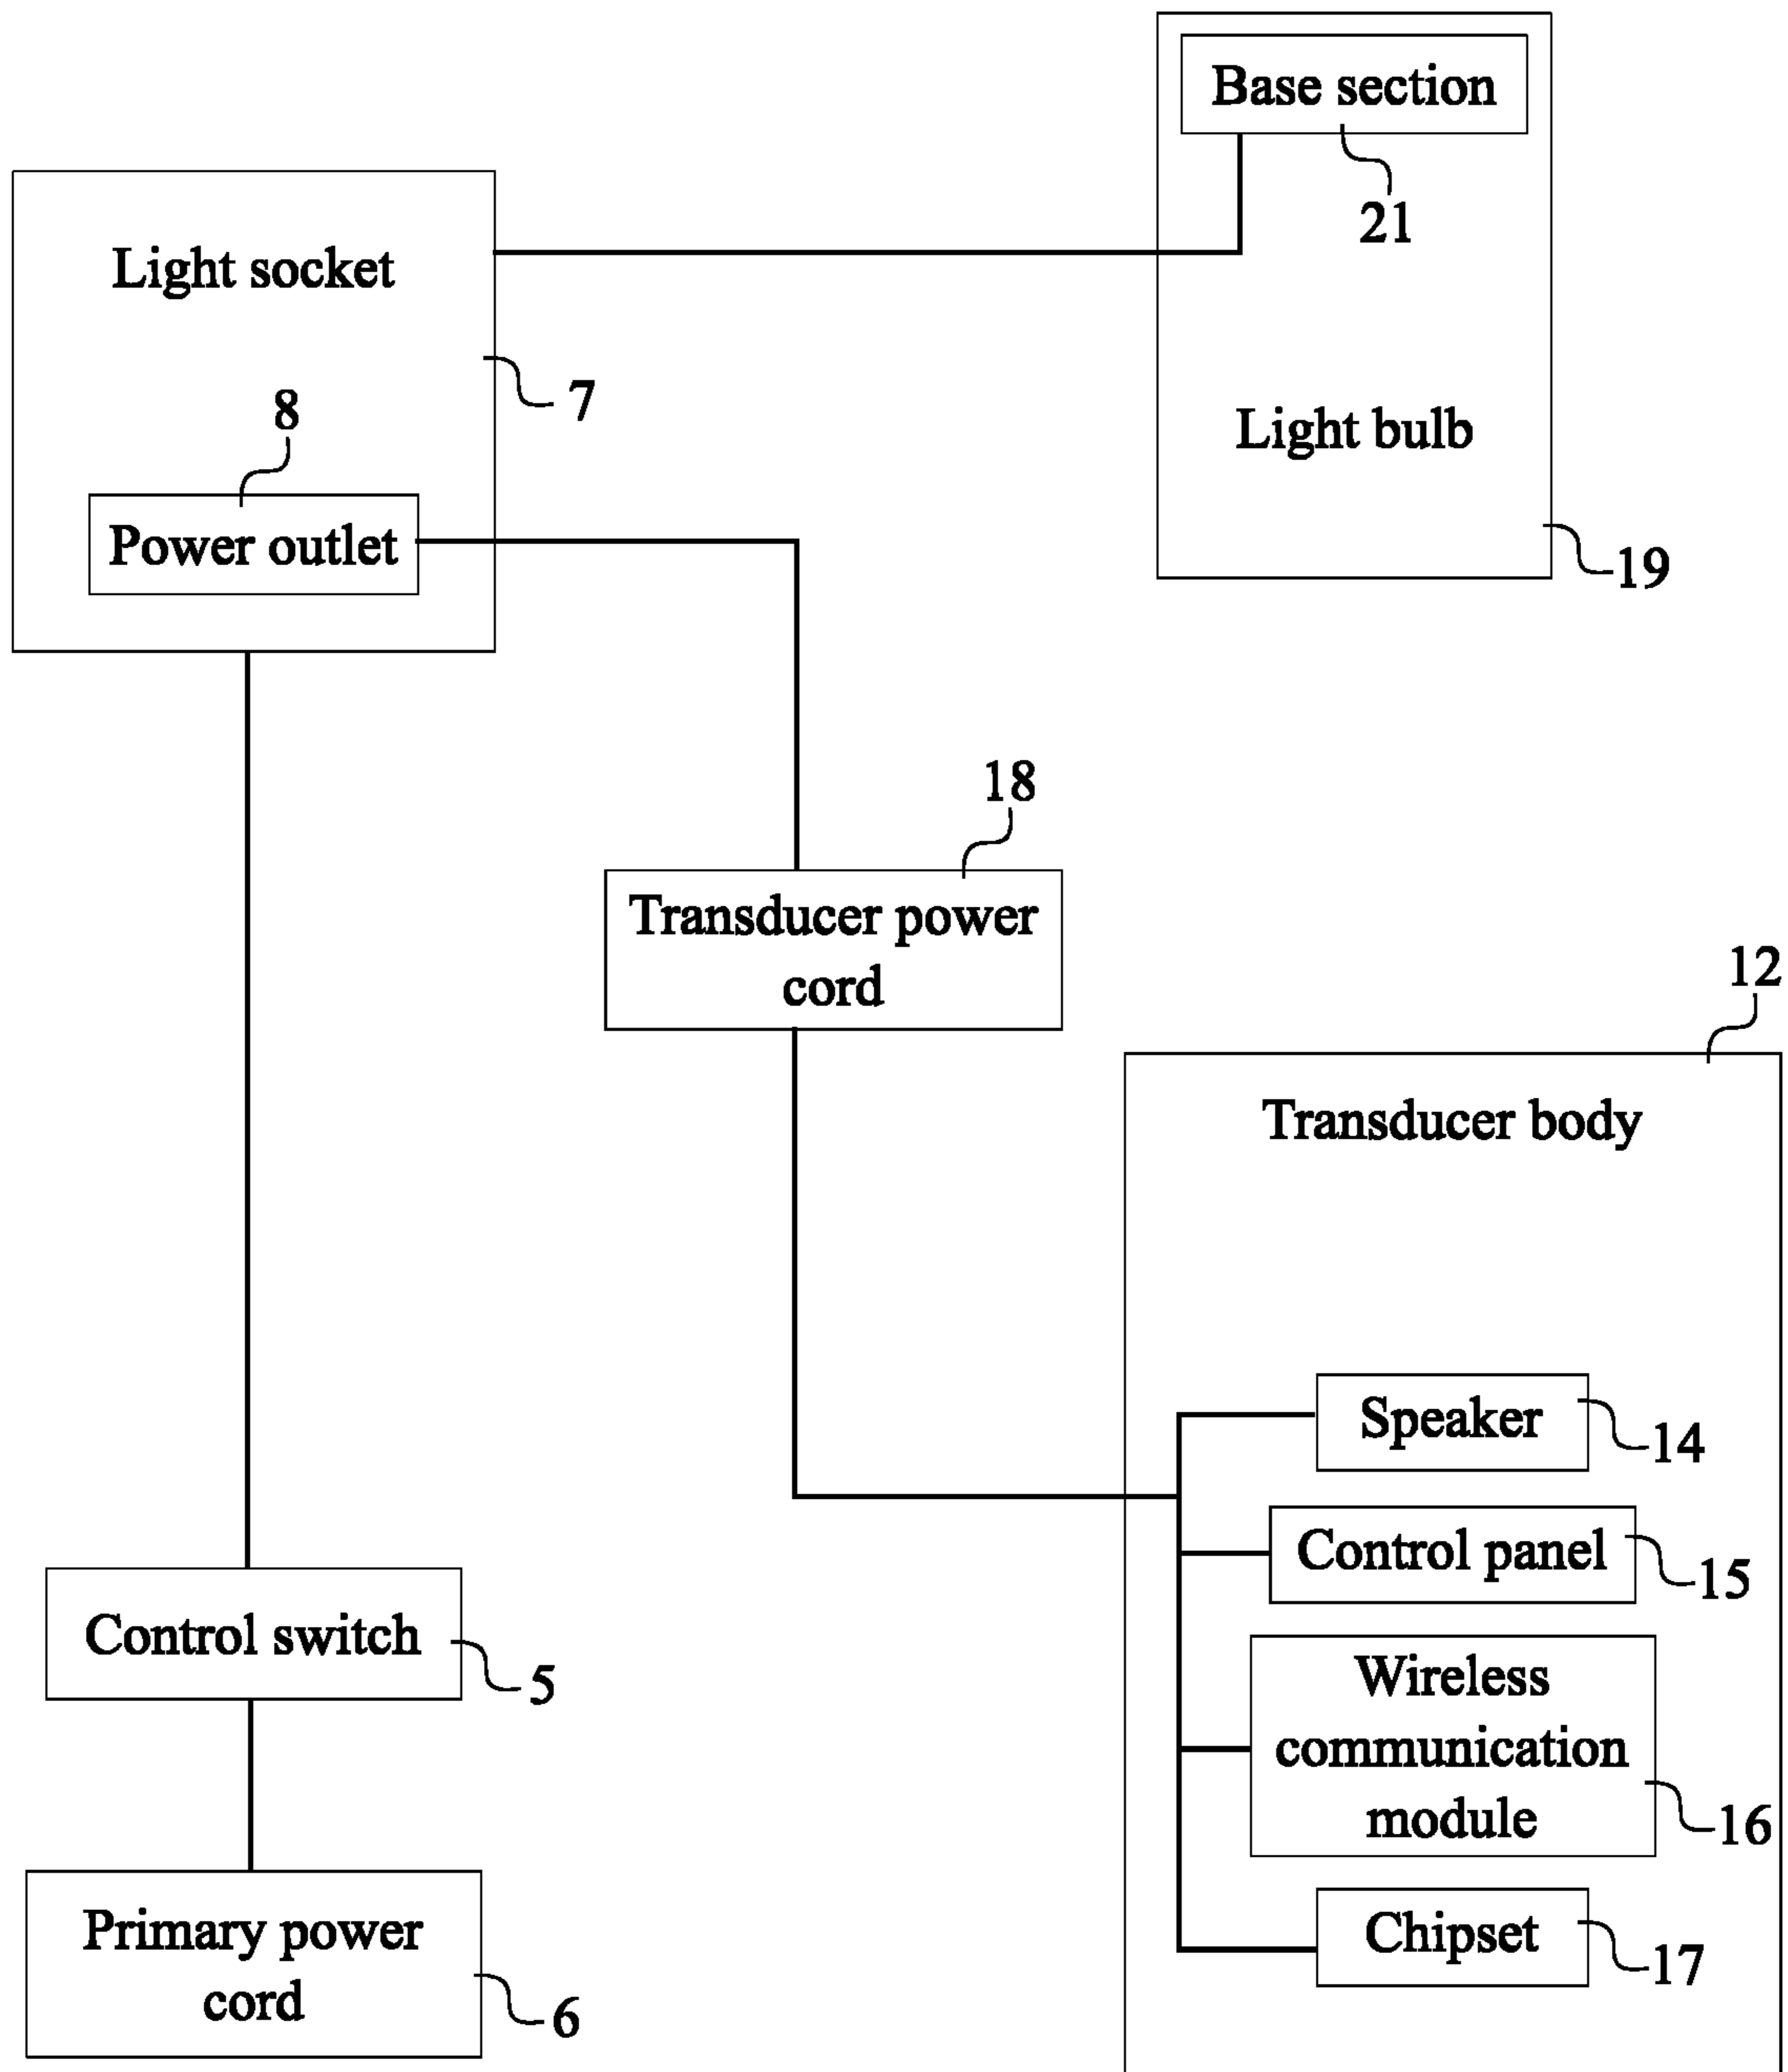 Base section
21
Light socket
7
8
Power outlet
Light bulb
19
18
Transducer power
cord
12
Transducer body
Speaker
14
Control panel
15
Wireless
communication
module
16
Chipset
17
Control switch
5
Primary power
cord
6